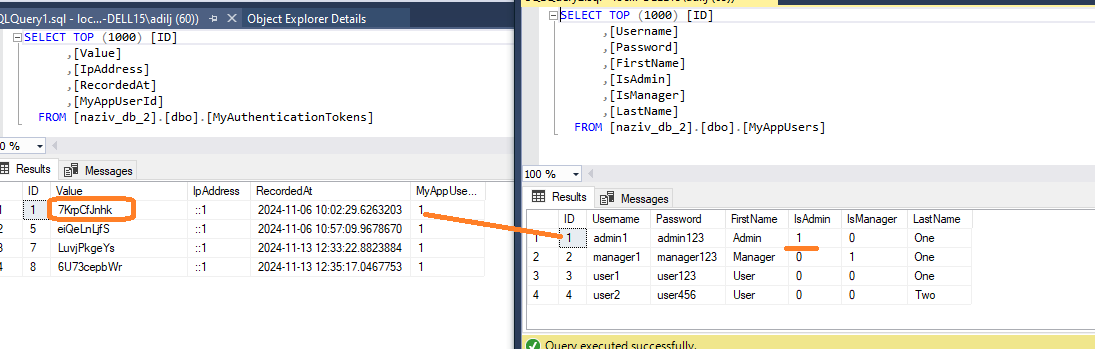 QLQuery1.sql - loc...-DELL15\adilj (60))
Object Explorer Details
SELECT TOP (1000) [ID]
,[Value]
,[IpAddress]
,[RecordedAt]
,[MyAppUserId]
FROM [naziv_db_2].[dbo].[MyAuthenticationTokens]
0 %
Results Messages
ID Value IpAddress RecordedAt MyAppUse...
1 1 7KrpCfJnhk ::1 2024-11-06 10:02:29.6263203 1
2 5 eiQeLnLjfS ::1 2024-11-06 10:57:09.9678670 1
3 7 LuvjPkgeYs ::1 2024-11-13 12:33:22.8823884 1
4 8 6U73cepbWr ::1 2024-11-13 12:35:17.0467753 1
SELECT TOP (1000) [ID]
,[Username]
,[Password]
,[FirstName]
,[IsAdmin]
,[IsManager]
,[LastName]
FROM [naziv_db_2].[dbo].[MyAppUsers]
100 %
Results Messages
ID Username Password FirstName IsAdmin IsManager LastName
1 1 admin1 admin123 Admin 1 0 One
2 2 manager1 manager123 Manager 0 1 One
3 3 user1 user123 User 0 0 One
4 4 user2 user456 User 0 0 Two
Query executed successfully.